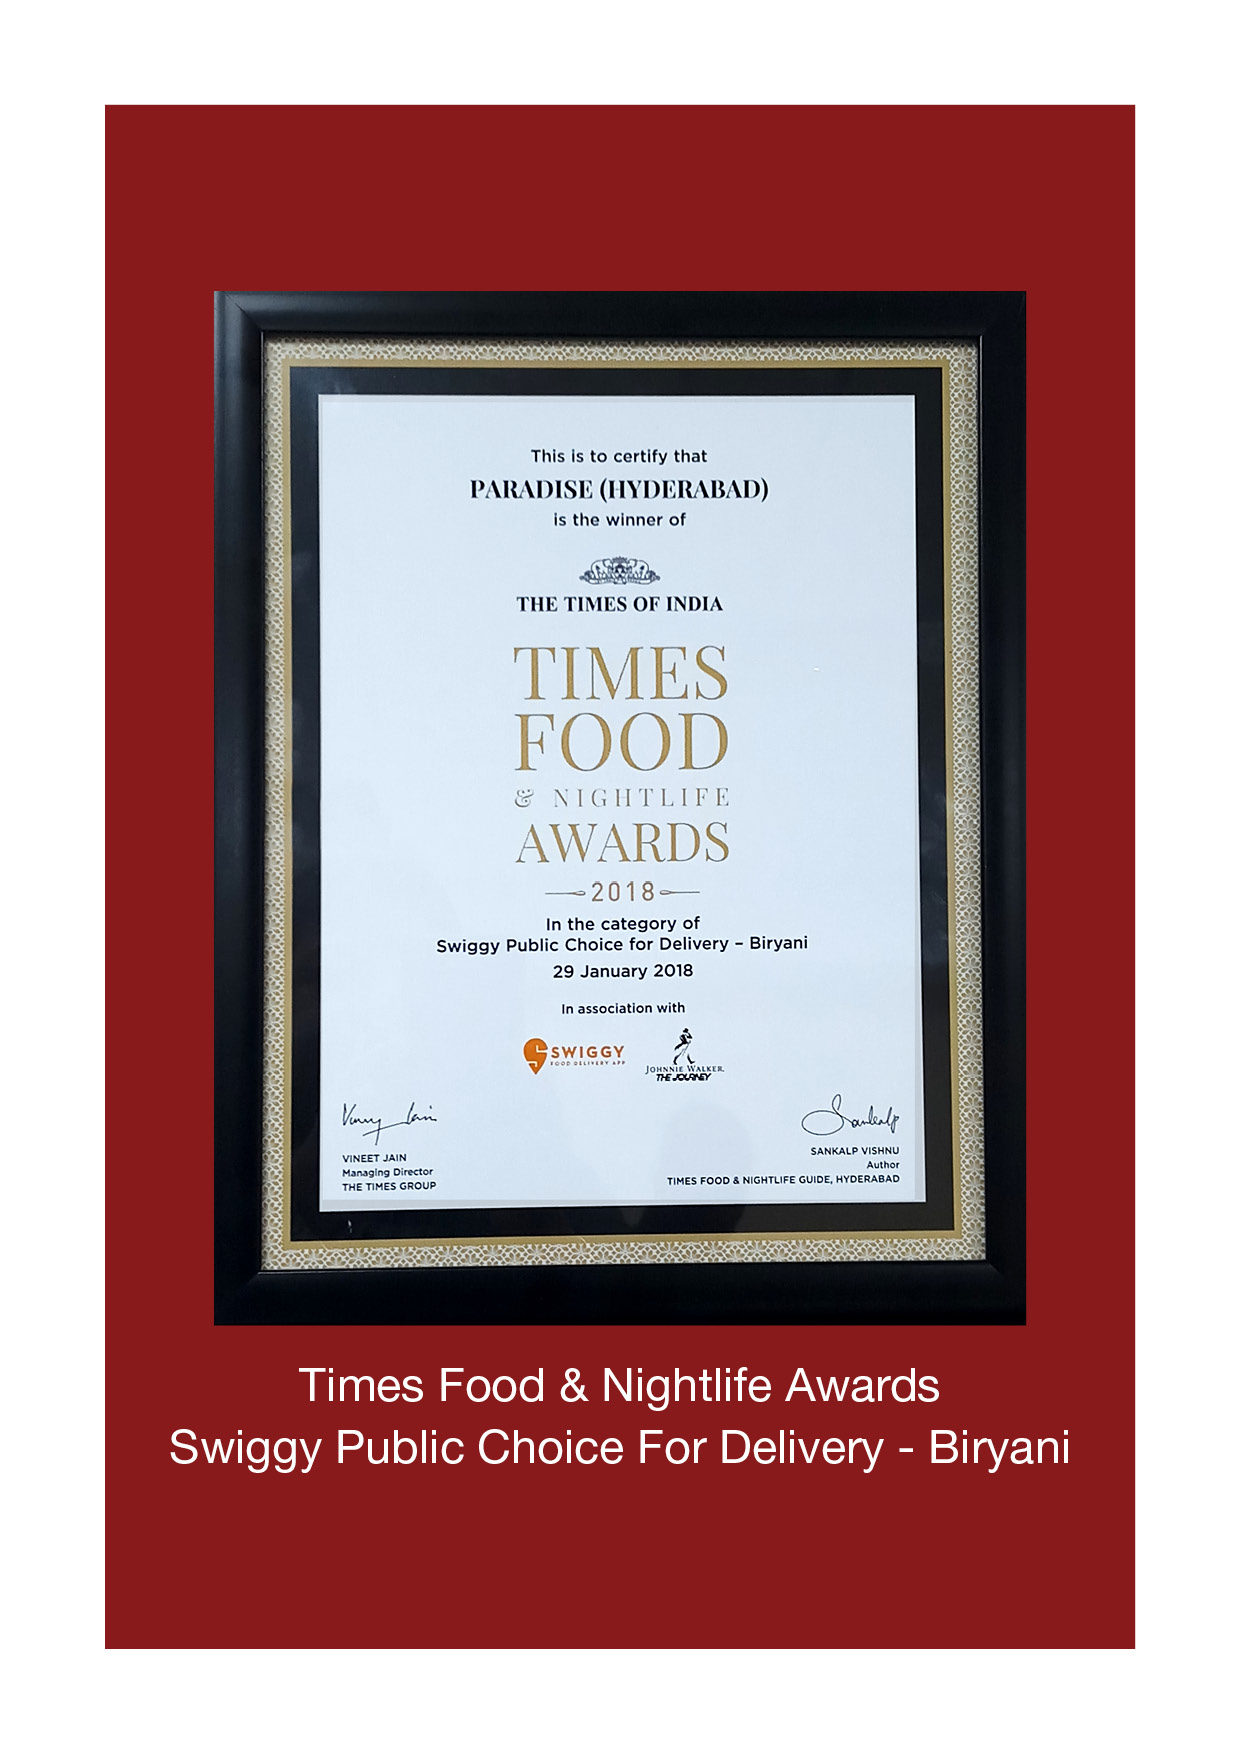 This is to certify that
PARADISE (HYDERABAD)
is the winner of
THE TIMES OF INDIA
TIMES
FOOD
& NIGHTLIFE
AWARDS
2018
In the category of
Swiggy Public Choice for Delivery – Biryani
29 January 2018
In association with
SWIGGY
FOOD DELIVERY APP
JOHNNIE WALKER.
THE JOURNEY
VINEET JAIN
Managing Director
THE TIMES GROUP
Sankalp
SANKALP VISHNU
Author
TIMES FOOD & NIGHTLIFE GUIDE, HYDERABAD
Times Food & Nightlife Awards
Swiggy Public Choice For Delivery - Biryani